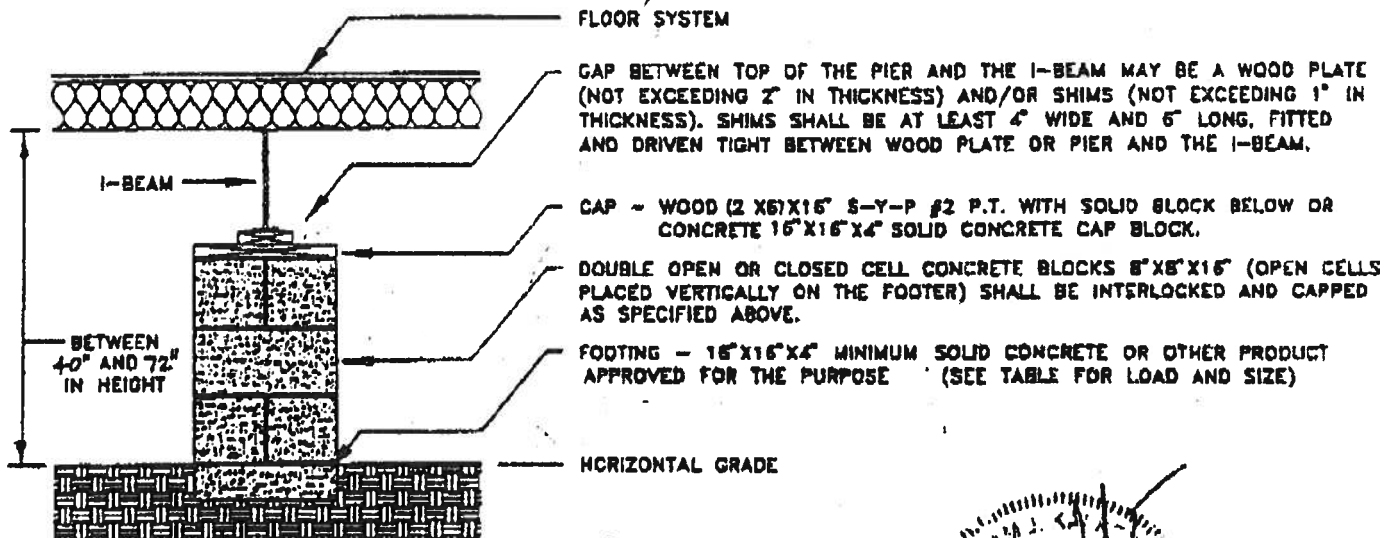 FLOOR SYSTEM
GAP BETWEEN TOP OF THE PIER AND THE I-BEAM MAY BE A WOOD PLATE
(NOT EXCEEDING 2" IN THICKNESS) AND/OR SHIMS (NOT EXCEEDING 1" IN
THICKNESS). SHIMS SHALL BE AT LEAST 4" WIDE AND 6" LONG, FITTED
AND DRIVEN TIGHT BETWEEN WOOD PLATE OR PIER AND THE I-BEAM.
I-BEAM
CAP ~ WOOD (2 X6)X16" S-Y-P #2 P.T. WITH SOLID BLOCK BELOW OR
CONCRETE 16"X16"X4" SOLID CONCRETE CAP BLOCK.
DOUBLE OPEN OR CLOSED CELL CONCRETE BLOCKS 8"X8"X16" (OPEN CELLS
PLACED VERTICALLY ON THE FOOTER) SHALL BE INTERLOCKED AND CAPPED
AS SPECIFIED ABOVE.
BETWEEN
40" AND 72"
IN HEIGHT
FOOTING - 16"X16"X4" MINIMUM SOLID CONCRETE OR OTHER PRODUCT
APPROVED FOR THE PURPOSE (SEE TABLE FOR LOAD AND SIZE)
HORIZONTAL GRADE